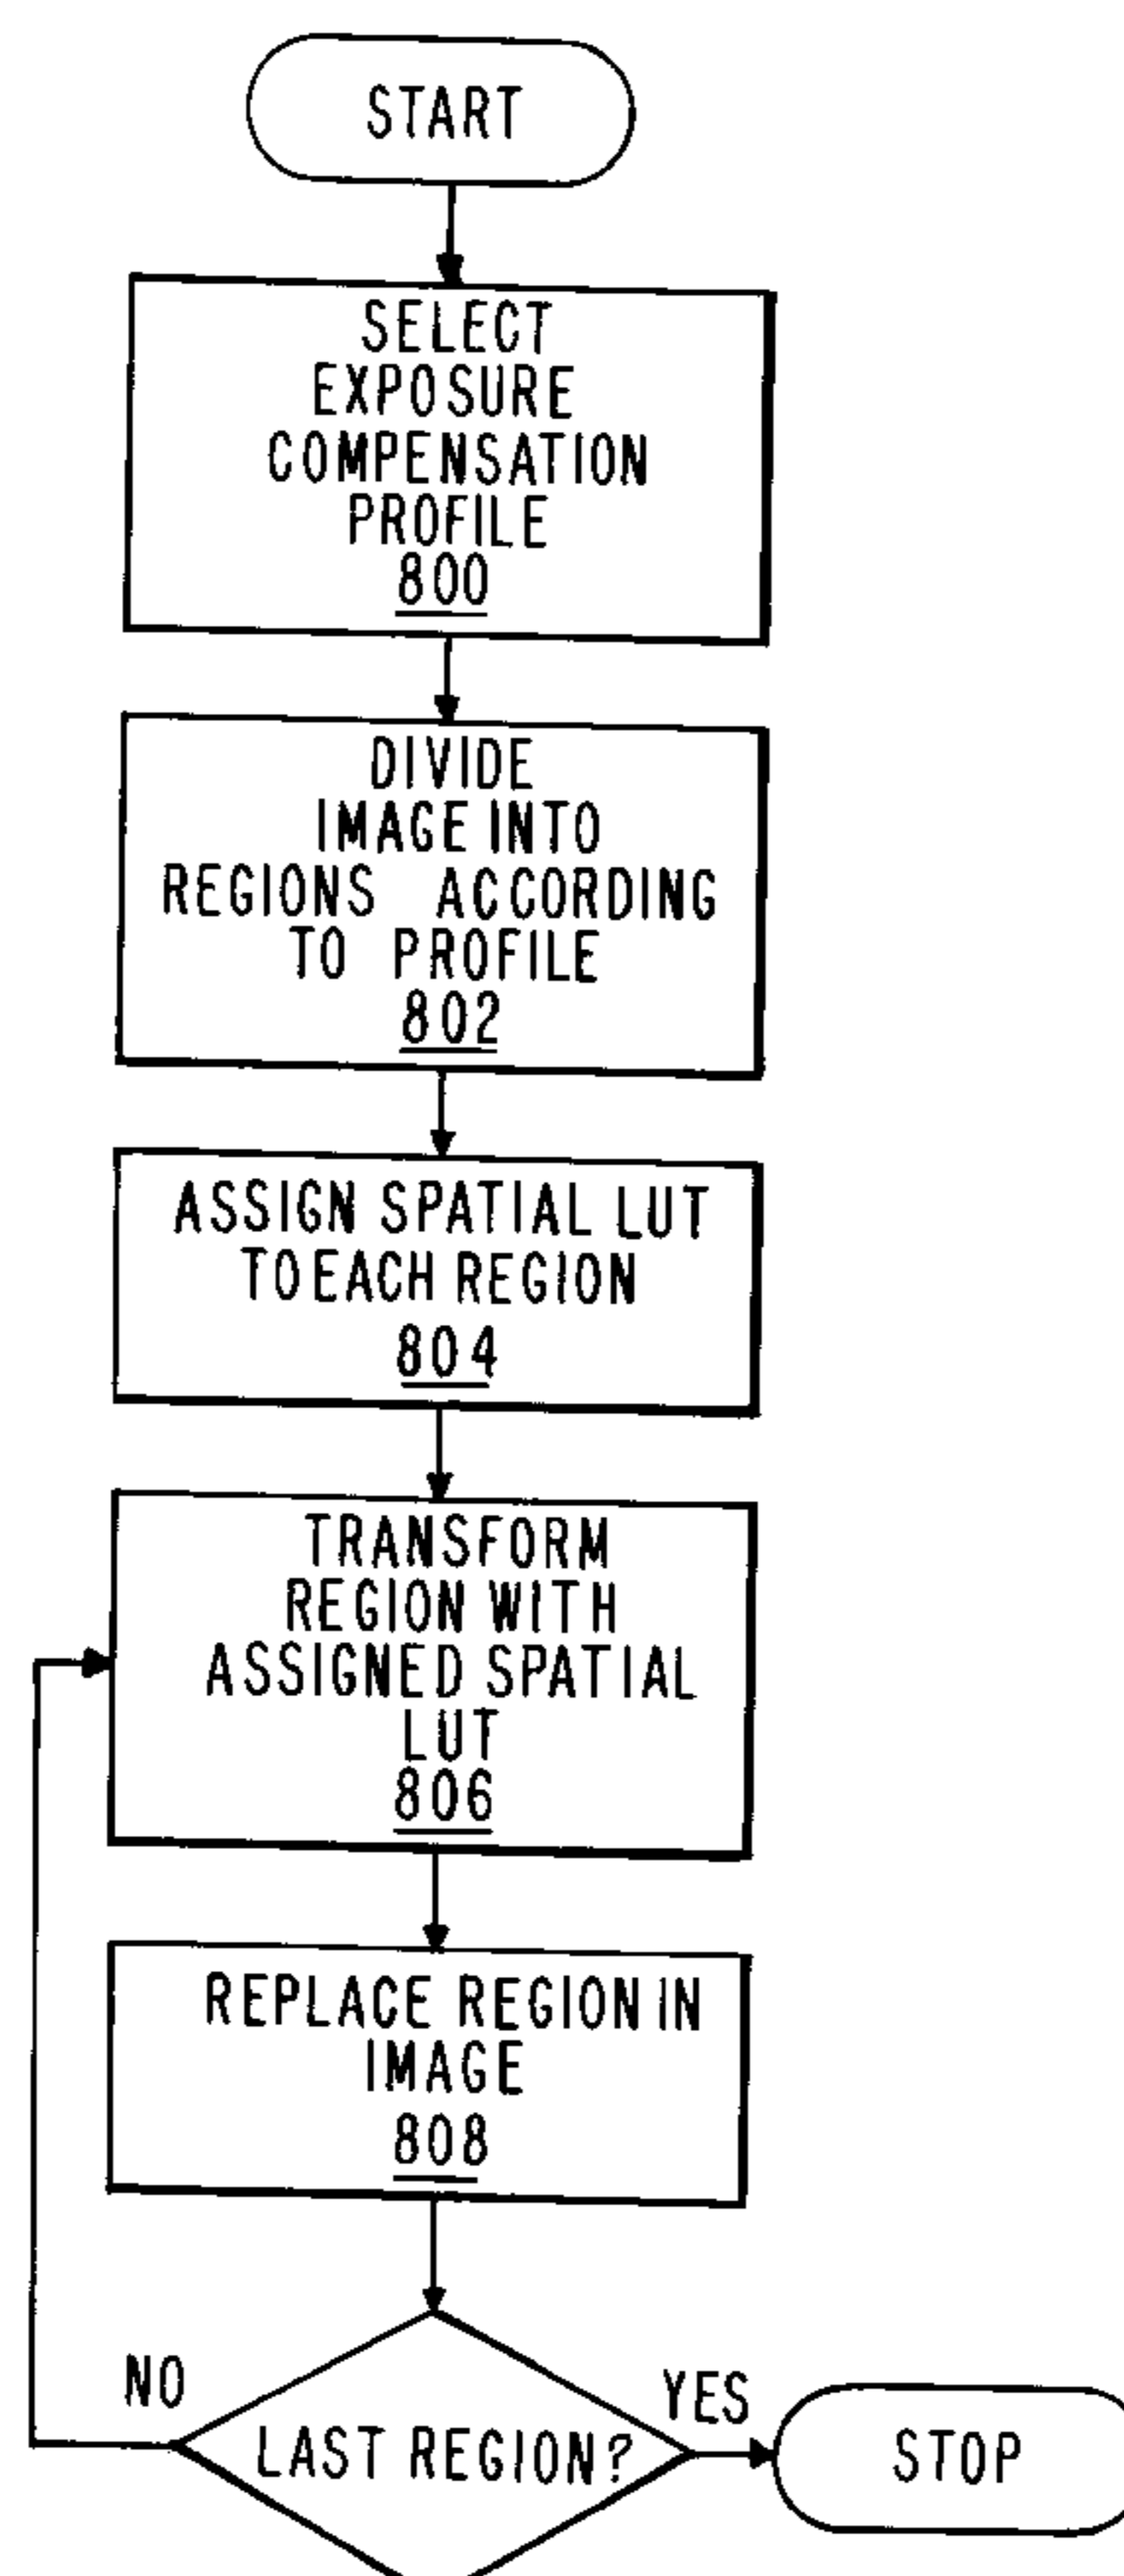 START
SELECT
EXPOSURE
COMPENSATION
PROFILE
800
DIVIDE
IMAGE INTO
REGIONS ACCORDING
TO PROFILE
802
ASSIGN SPATIAL LUT
TO EACH REGION
804
TRANSFORM
REGION WITH
ASSIGNED SPATIAL
LUT
806
REPLACE REGION IN
IMAGE
808
NO
YES
LAST REGION?
STOP